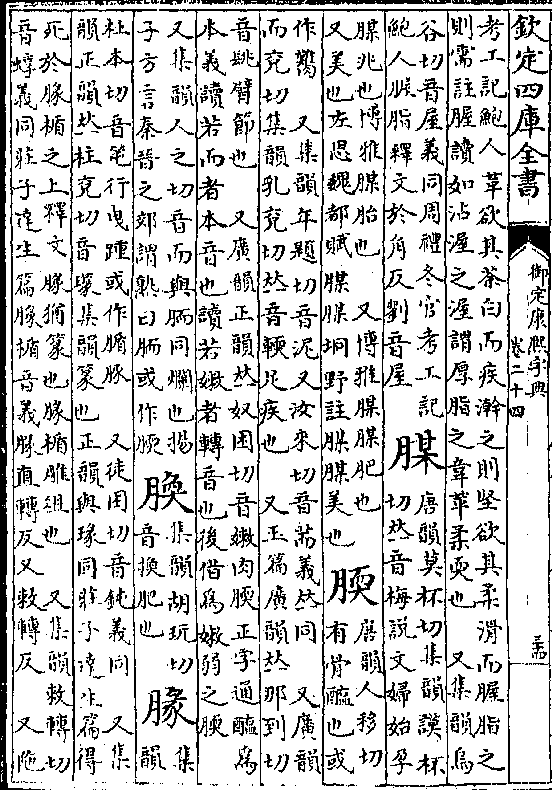 欽定四庫全書
御定康熙字典
卷二十四
考工記鮑人 革欲其荼白而疾澣之則堅欲其柔滑而腛脂之
則需註腛讀如沾渥之渥謂厚脂之韋革柔耎也 又集韻烏
谷切音屋義同周禮冬官考工記
鮑人腛脂釋文於角反劉音屋
腜
唐韻莫杯切集韻謨杯
切𠀤音梅說文婦始孕
腜兆也博雅腜胎也 又博雅腜腜肥也
又美也左思魏都賦腜腜坰野註腜腜美也
腝
唐韻人移切
有骨醢也或
作臡 又集韻年題切音泥又汝來切音荋義𠀤同 又廣韻
而兗切集韻乳兗切𠀤音輭足疾也 又玉篇廣韻𠀤那到切
音臑臂節也 又廣韻正韻𠀤奴困切音嫩肉腝正字通醢爲
本義讀若而者本音也讀若嫰者轉音也後借爲嫰弱之腝
又集韻人之切音而與胹同爛也揚
子方言秦晉之郊謂熟曰胹或作腝
䐠
集韻胡玩切
音換肥也
腞
集
韻
杜本切音 行曳踵或作腯豚 又徒困切音鈍義同 又集
韻正韻𠀤柱兗切音瑑集韻篆也正韻與瑑同莊子達生篇得
死於腞楯之上釋文腞猶篆也腞楯雕俎也 又集韻敕轉切
音 義同莊子達生篇腞楯音義腞直轉反又敕轉反 又陁